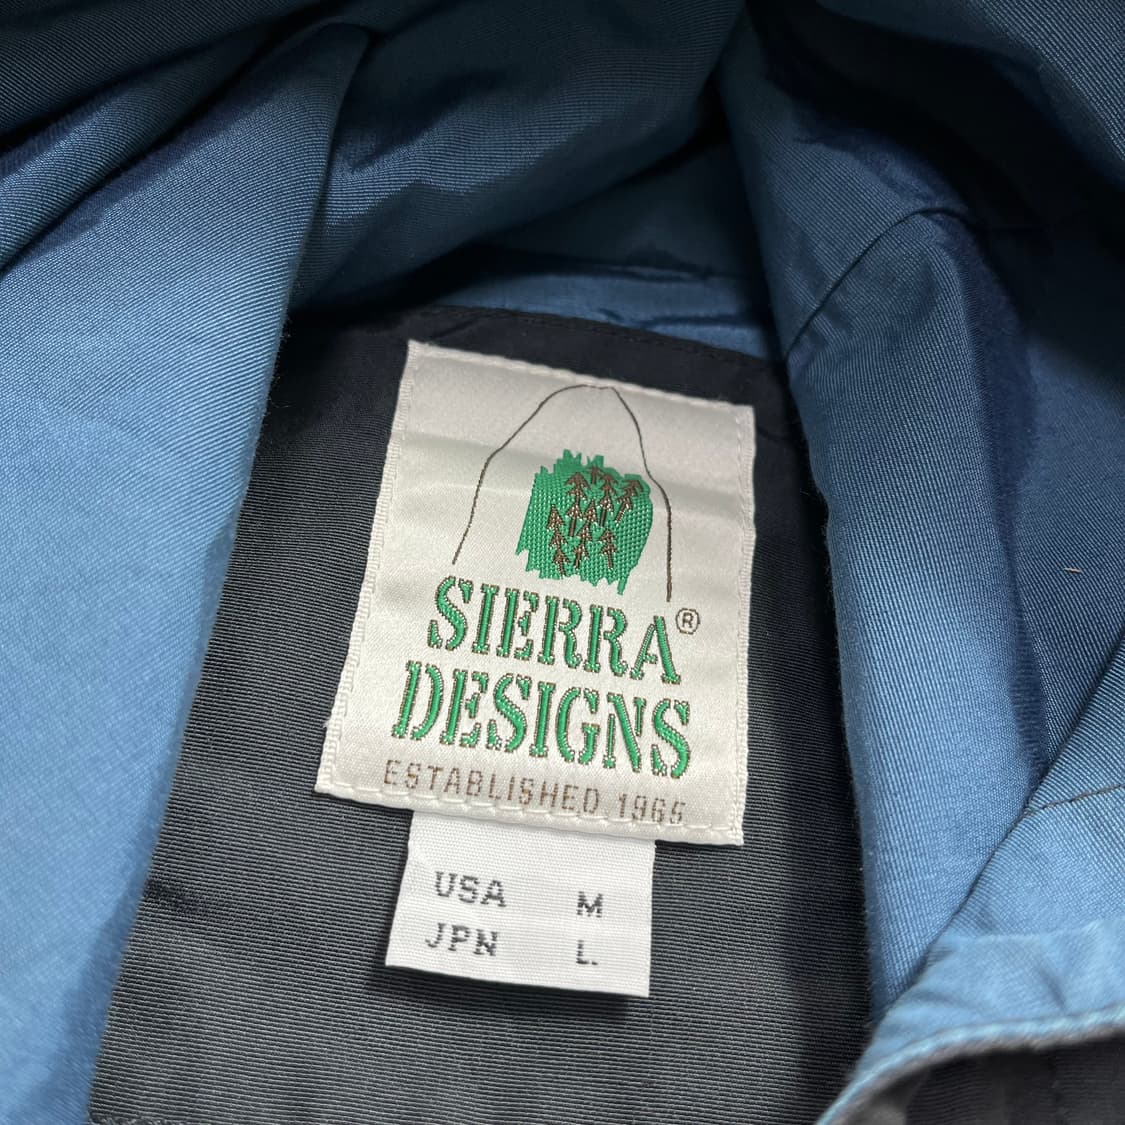 SIERRA®
DESIGNS
ESTABLISHED 1965
USA M
JPN L.